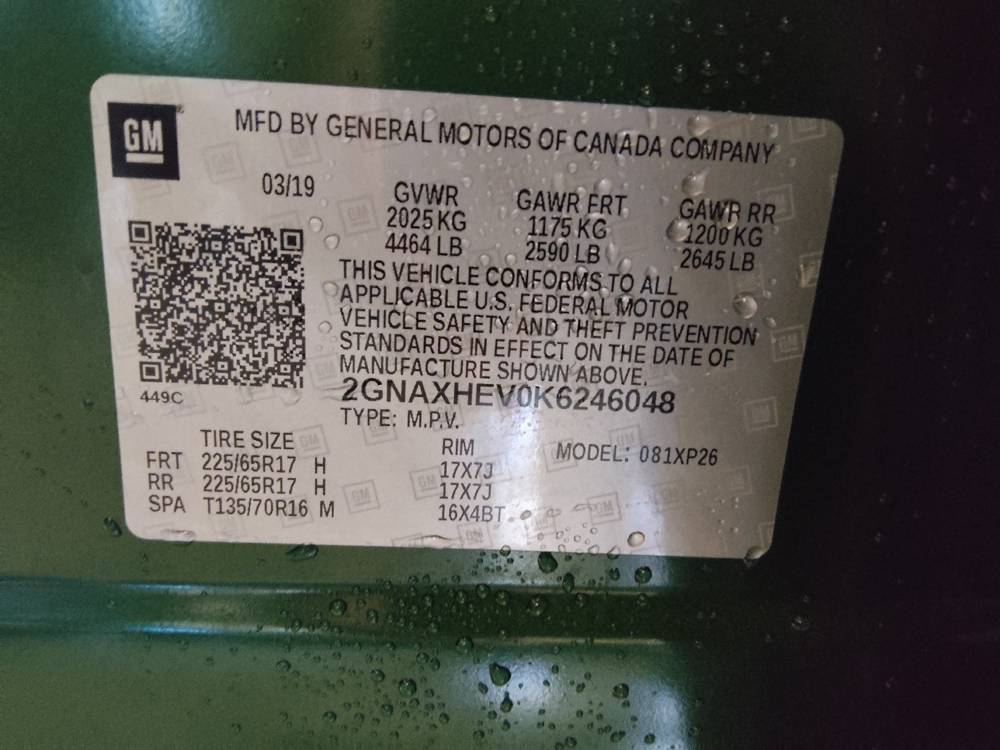 GM
MFD BY GENERAL MOTORS OF CANADA COMPANY
03/19
GVWR GAWR FRT GAWR RR
2025 KG 1175 KG 1200 KG
4464 LB 2590 LB 2645 LB
THIS VEHICLE CONFORMS TO ALL
APPLICABLE U.S. FEDERAL MOTOR
VEHICLE SAFETY AND THEFT PREVENTION
STANDARDS IN EFFECT ON THE DATE OF
MANUFACTURE SHOWN ABOVE.
449C
2GNAXHEV0K6246048
TYPE: M.P.V.
TIRE SIZE RIM MODEL: 081XP26
FRT 225/65R17 H 17X7J
RR 225/65R17 H 17X7J
SPA T135/70R16 M 16X4BT